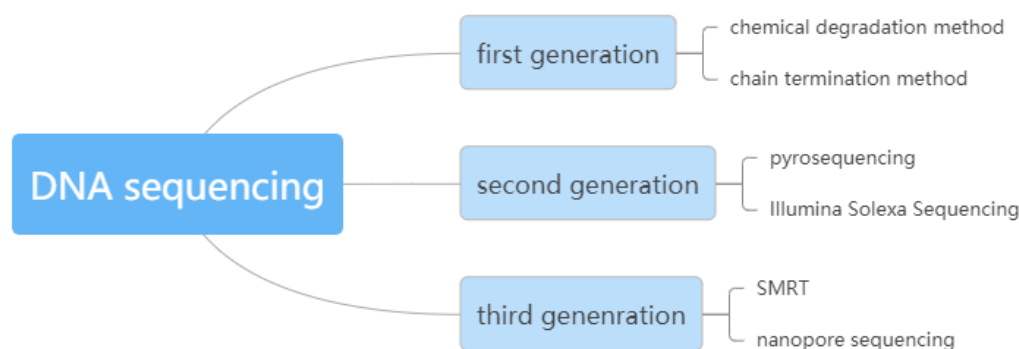 DNA sequencing
first generation
chemical degradation method
chain termination method
second generation
pyrosequencing
Illumina Solexa Sequencing
third genenration
SMRT
nanopore sequencing